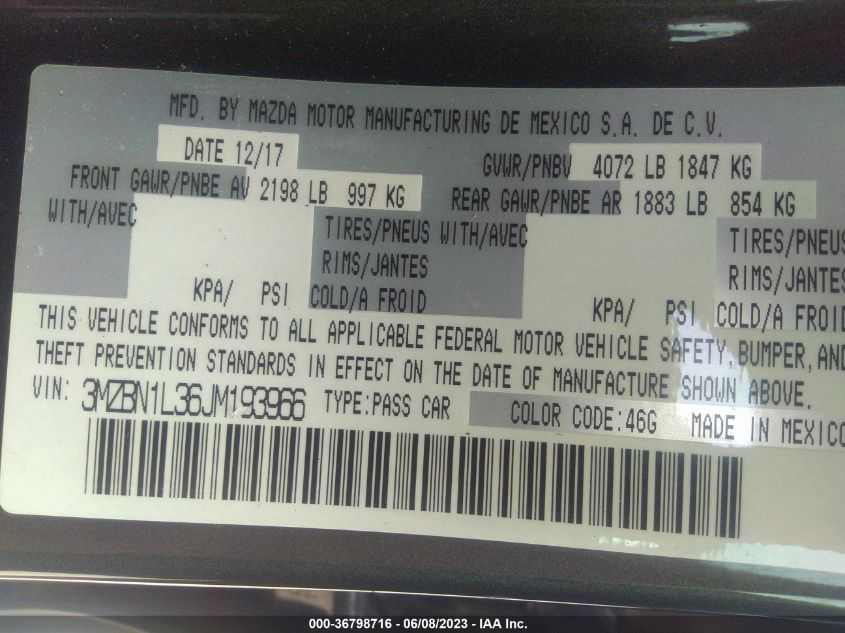 MFD. BY MAZDA MOTOR MANUFACTURING DE MEXICO S.A. DE C.V.
DATE 12/17 GVWR/PNBV 4072 LB 1847 KG
FRONT GAWR/PNBE AV 2198 LB 997 KG REAR GAWR/PNBE AR 1883 LB 854 KG
WITH/AVEC TIRES/PNEUS WITH/AVEC TIRES/PNEUS
RIMS/JANTES RIMS/JANTES
KPA/ PSI COLD/A FROID KPA/ PSI COLD/A FROID
THIS VEHICLE CONFORMS TO ALL APPLICABLE FEDERAL MOTOR VEHICLE SAFETY, BUMPER, AND
THEFT PREVENTION STANDARDS IN EFFECT ON THE DATE OF MANUFACTURE SHOWN ABOVE.
VIN: 3MZBN1L36JM193966 TYPE:PASS CAR COLOR CODE:46G MADE IN MEXICO
000-36798716 - 06/08/2023 - IAA Inc.